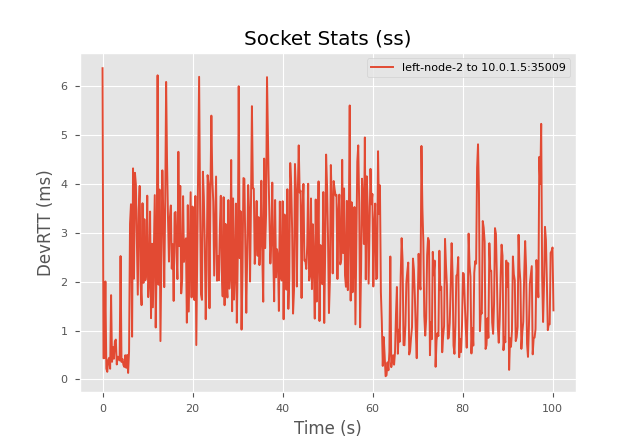 Socket Stats (ss)
left-node-2 to 10.0.1.5:35009
DevRTT (ms)
6
5
4
3
2
1
0
0 20 40 60 80 100
Time (s)